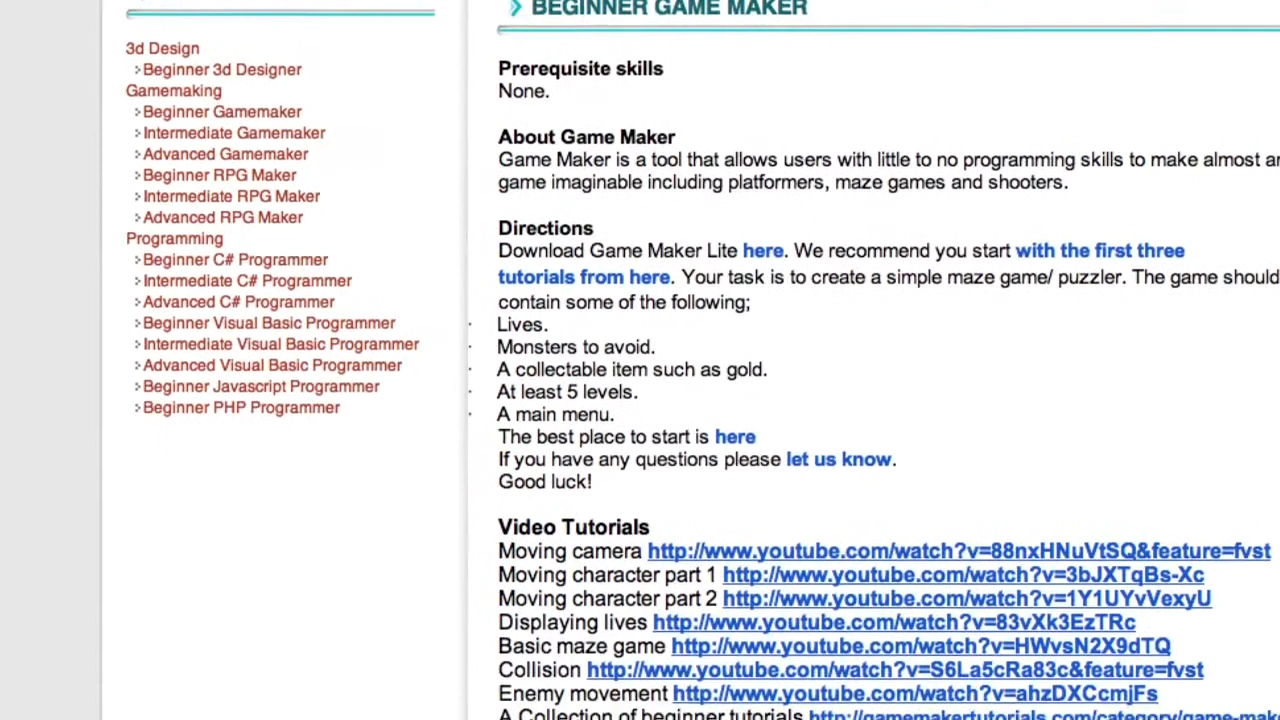 3d Design
Beginner 3d Designer
Gamemaking
Beginner Gamemaker
Intermediate Gamemaker
Advanced Gamemaker
Beginner RPG Maker
Intermediate RPG Maker
Advanced RPG Maker
Programming
Beginner C# Programmer
Intermediate C# Programmer
Advanced C# Programmer
Beginner Visual Basic Programmer
Intermediate Visual Basic Programmer
Advanced Visual Basic Programmer
Beginner Javascript Programmer
Beginner PHP Programmer
BEGINNER GAME MAKER
Prerequisite skills
None.
About Game Maker
Game Maker is a tool that allows users with little to no programming skills to make almost
game imaginable including platformers, maze games and shooters.
Directions
Download Game Maker Lite here. We recommend you start with the first three
tutorials from here. Your task is to create a simple maze game/ puzzler. The game should
contain some of the following;
· Lives.
· Monsters to avoid.
· A collectable item such as gold.
· At least 5 levels.
· A main menu.
The best place to start is here
If you have any questions please let us know.
Good luck!
Video Tutorials
Moving camera http://www.youtube.com/watch?v=88nxHNuVtSQ&feature=fvst
Moving character part 1 http://www.youtube.com/watch?v=3bJXTqBs-Xc
Moving character part 2 http://www.youtube.com/watch?v=1Y1UYvVexyU
Displaying lives http://www.youtube.com/watch?v=83vXk3EzTRc
Basic maze game http://www.youtube.com/watch?v=HWvsN2X9dTQ
Collision http://www.youtube.com/watch?v=S6La5cRa83c&feature=fvst
Enemy movement http://www.youtube.com/watch?v=ahzDXCcmjFs
A Collection of beginner tutorials http://gamemakertutorials.com/category/game-mak